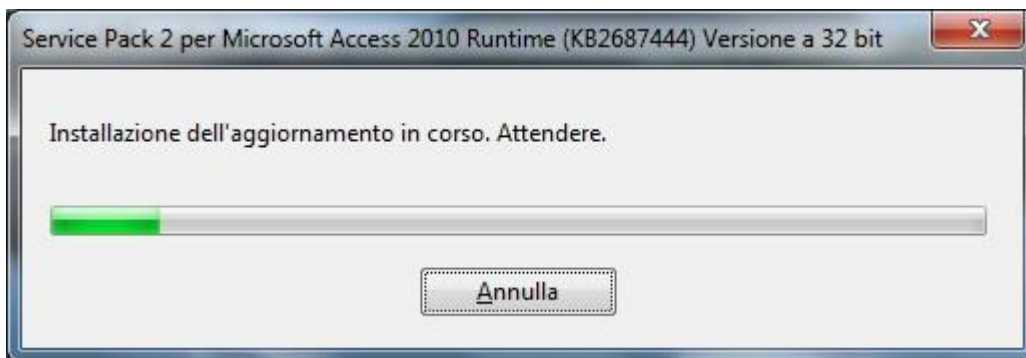 Service Pack 2 per Microsoft Access 2010 Runtime (KB2687444) Versione a 32 bit
Installazione dell'aggiornamento in corso. Attendere.
Annulla